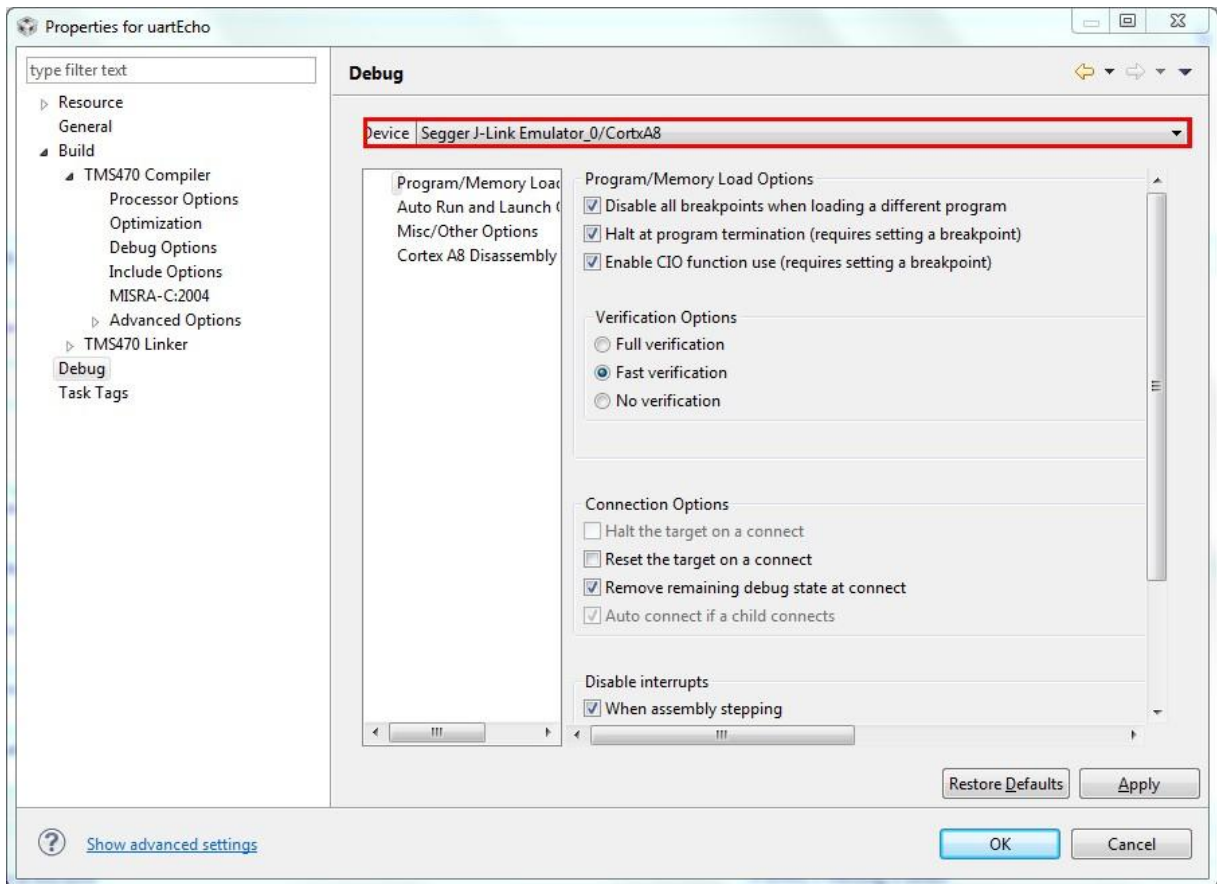 Properties for uartEcho
type filter text
Debug
Resource
General
Build
TMS470 Compiler
Processor Options
Optimization
Debug Options
Include Options
MISRA-C:2004
Advanced Options
TMS470 Linker
Debug
Task Tags
Device Segger J-Link Emulator_0/CortxA8
Program/Memory Load
Auto Run and Launch
Misc/Other Options
Cortex A8 Disassembly
Program/Memory Load Options
Disable all breakpoints when loading a different program
Halt at program termination (requires setting a breakpoint)
Enable CIO function use (requires setting a breakpoint)
Verification Options
Full verification
Fast verification
No verification
Connection Options
Halt the target on a connect
Reset the target on a connect
Remove remaining debug state at connect
Auto connect if a child connects
Disable interrupts
When assembly stepping
Restore Defaults Apply
Show advanced settings
OK Cancel